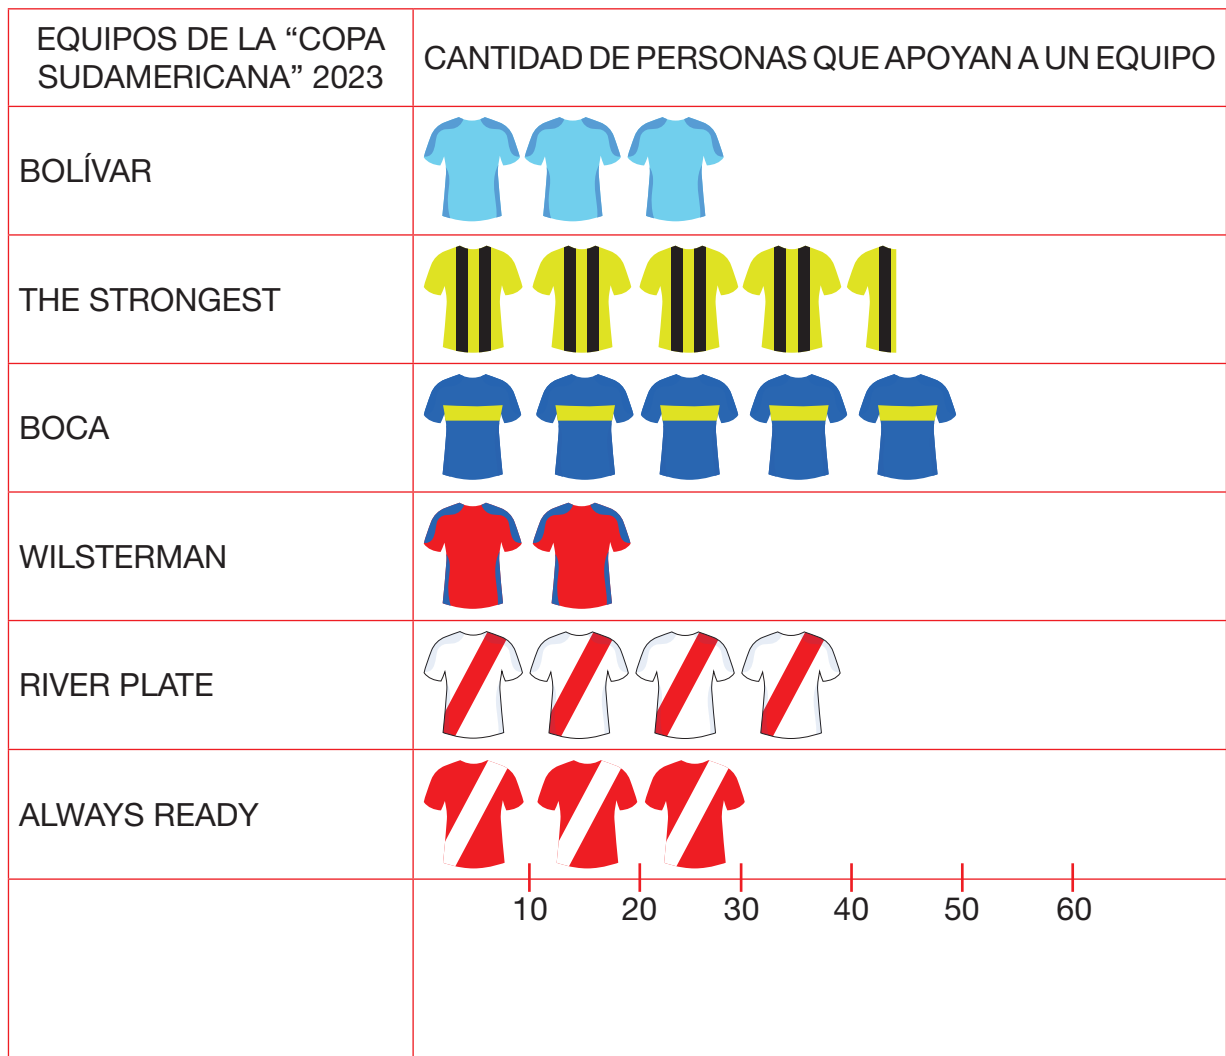 EQUIPOS DE LA “COPA
SUDAMERICANA” 2023
CANTIDAD DE PERSONAS QUE APOYAN A UN EQUIPO
BOLÍVAR
THE STRONGEST
BOCA
WILSTERMAN
RIVER PLATE
ALWAYS READY
10 20 30 40 50 60